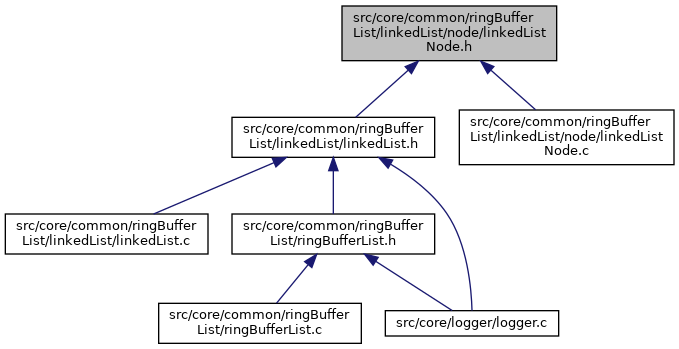 src/core/common/ringBuffer
List/linkedList/node/linkedList
Node.h
src/core/common/ringBuffer
List/linkedList/linkedList.h
src/core/common/ringBuffer
List/linkedList/node/linkedList
Node.c
src/core/common/ringBuffer
List/linkedList/linkedList.c
src/core/common/ringBuffer
List/ringBufferList.h
src/core/common/ringBuffer
List/ringBufferList.c
src/core/logger/logger.c